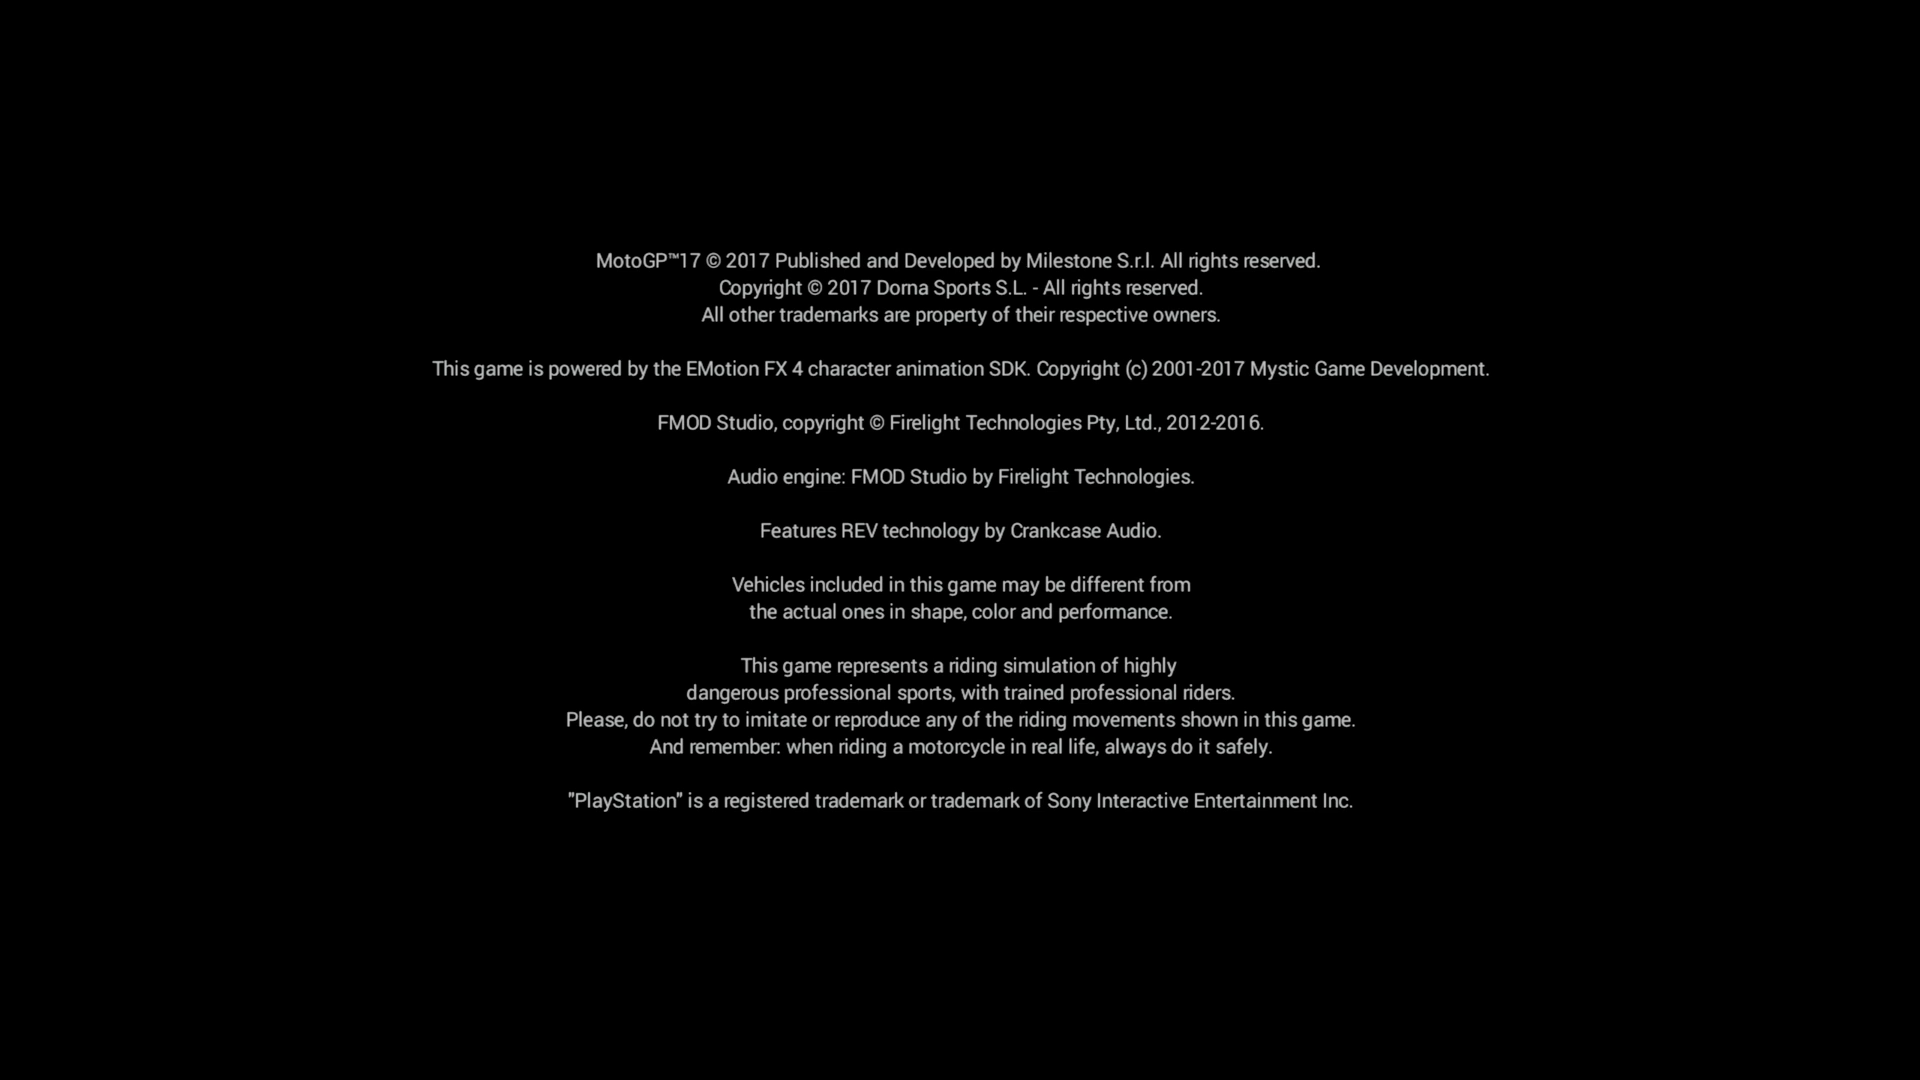 MotoGP™17 © 2017 Published and Developed by Milestone S.r.l. All rights reserved.
Copyright © 2017 Dorna Sports S.L. - All rights reserved.
All other trademarks are property of their respective owners.
This game is powered by the EMotion FX 4 character animation SDK. Copyright (c) 2001-2017 Mystic Game Development.
FMOD Studio, copyright © Firelight Technologies Pty, Ltd., 2012-2016.
Audio engine: FMOD Studio by Firelight Technologies.
Features REV technology by Crankcase Audio.
Vehicles included in this game may be different from
the actual ones in shape, color and performance.
This game represents a riding simulation of highly
dangerous professional sports, with trained professional riders.
Please, do not try to imitate or reproduce any of the riding movements shown in this game.
And remember: when riding a motorcycle in real life, always do it safely.
"PlayStation" is a registered trademark or trademark of Sony Interactive Entertainment Inc.